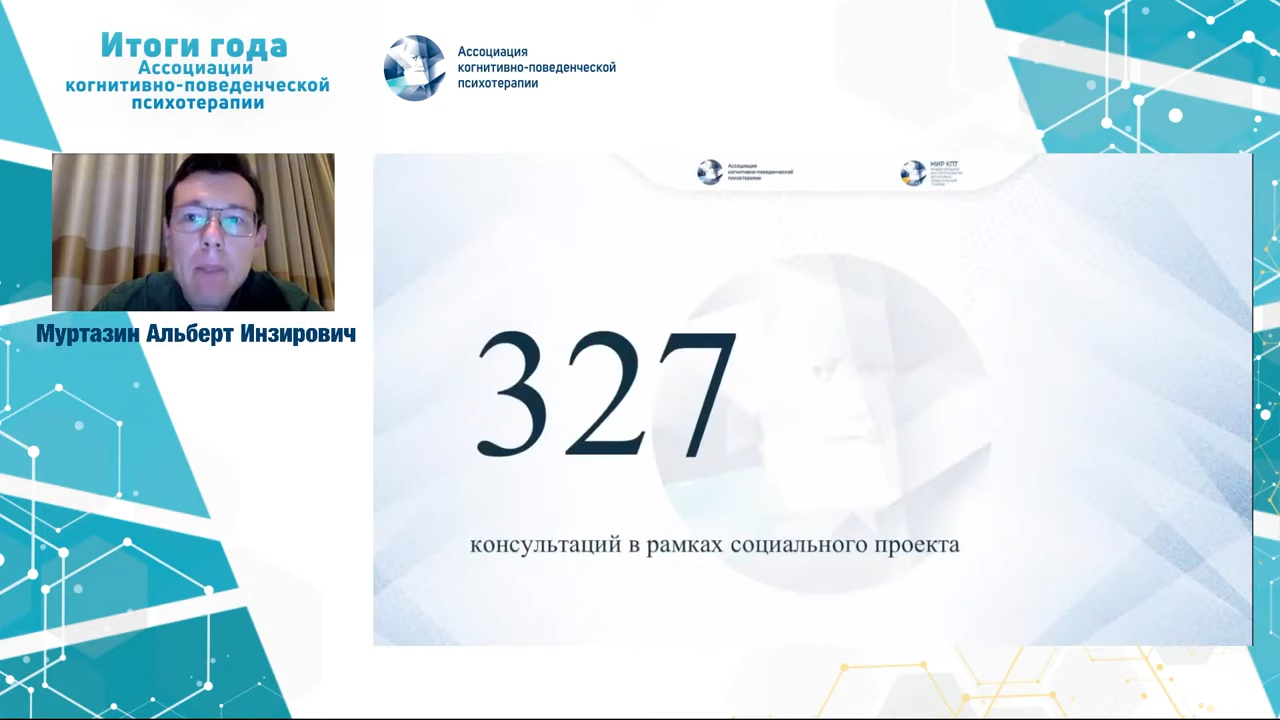 Итоги года
Ассоциации
когнитивно-поведенческой
психотерапии
Ассоциация
когнитивно-поведенческой
психотерапии
Муртазин Альберт Инзирович
Ассоциация
когнитивно-поведенческой
психотерапии
МИР КПТ
327
консультаций в рамках социального проекта